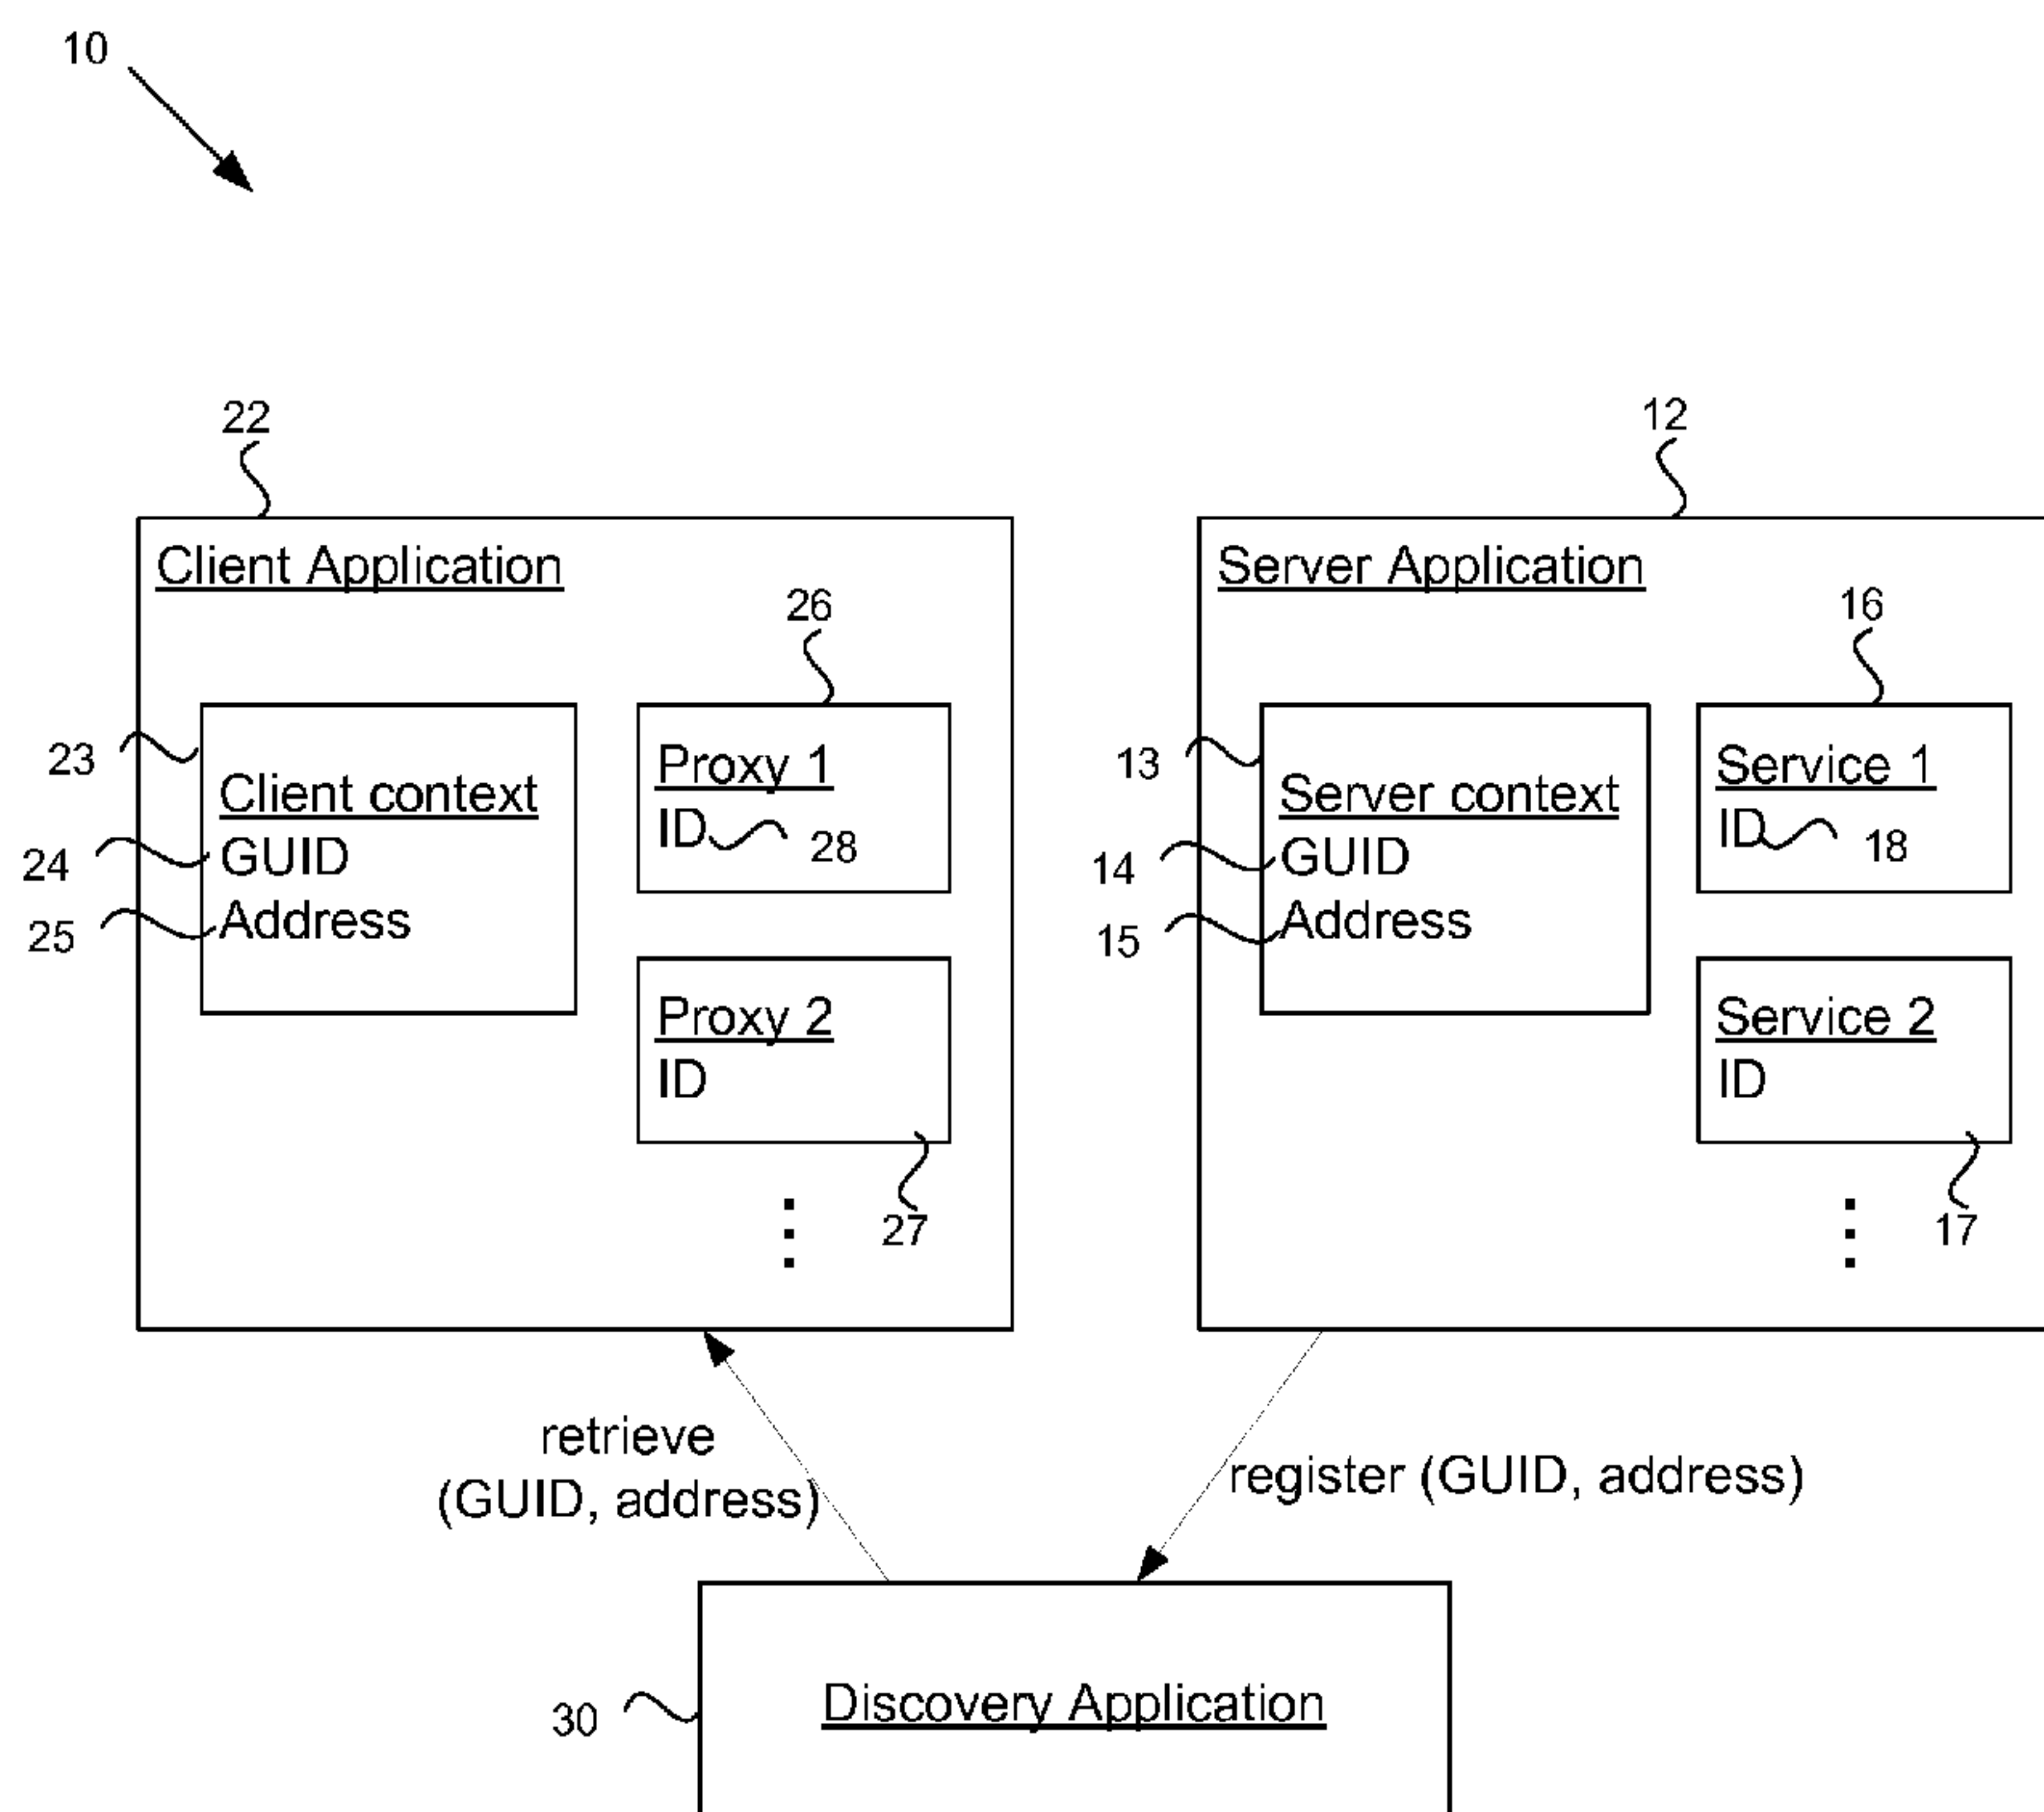 10
22
12
Client Application
Server Application
26
16
23
Client context
24
GUID
25
Address
Proxy 1
ID
28
Proxy 2
ID
27
13
Server context
14
GUID
15
Address
Service 1
ID
18
Service 2
ID
17
retrieve
(GUID, address)
register (GUID, address)
30
Discovery Application